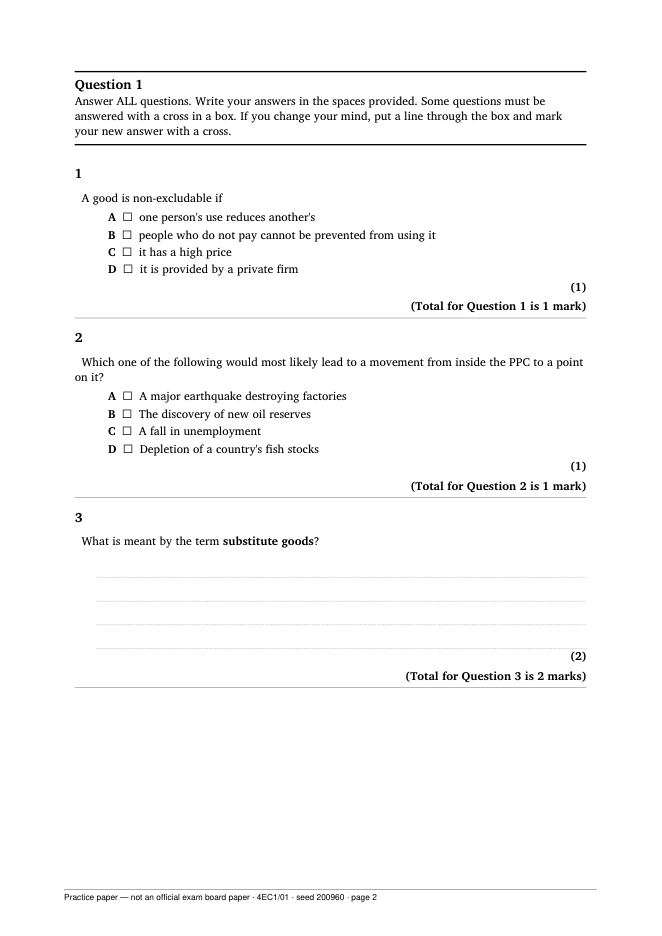 Question 1
Answer ALL questions. Write your answers in the spaces provided. Some questions must be
answered with a cross in a box. If you change your mind, put a line through the box and mark
your new answer with a cross.
1
A good is non-excludable if
A ☐ one person's use reduces another's
B ☐ people who do not pay cannot be prevented from using it
C ☐ it has a high price
D ☐ it is provided by a private firm
(1)
(Total for Question 1 is 1 mark)
2
Which one of the following would most likely lead to a movement from inside the PPC to a point
on it?
A ☐ A major earthquake destroying factories
B ☐ The discovery of new oil reserves
C ☐ A fall in unemployment
D ☐ Depletion of a country's fish stocks
(1)
(Total for Question 2 is 1 mark)
3
What is meant by the term substitute goods?
(2)
(Total for Question 3 is 2 marks)
Practice paper — not an official exam board paper · 4EC1/01 · seed 200960 · page 2